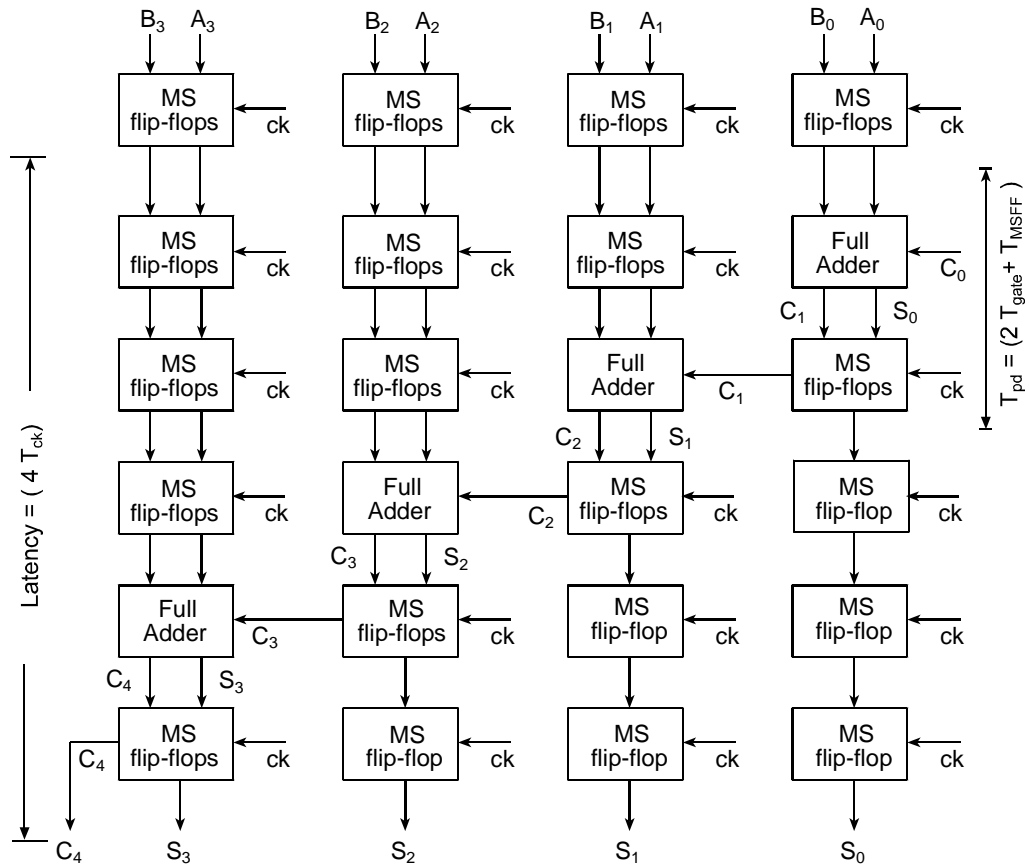 B₃ A₃ B₂ A₂ B₁ A₁ B₀ A₀
MS MS MS MS
flip-flops ck flip-flops ck flip-flops ck flip-flops ck
MS MS MS Full
flip-flops ck flip-flops ck flip-flops ck Adder C₀
C₁ S₀
MS MS Full MS
flip-flops ck flip-flops ck Adder C₁ flip-flops ck
C₂ S₁
MS Full MS MS
flip-flops ck Adder C₂ flip-flops ck flip-flop ck
C₃ S₂
Full MS MS MS
Adder C₃ flip-flops ck flip-flop ck flip-flop ck
C₄ S₃
MS MS MS MS
C₄ flip-flops ck flip-flop ck flip-flop ck flip-flop ck
C₄ S₃ S₂ S₁ S₀
Latency = ( 4 T_ck)
T_pd = (2 T_gate+ T_MSFF )